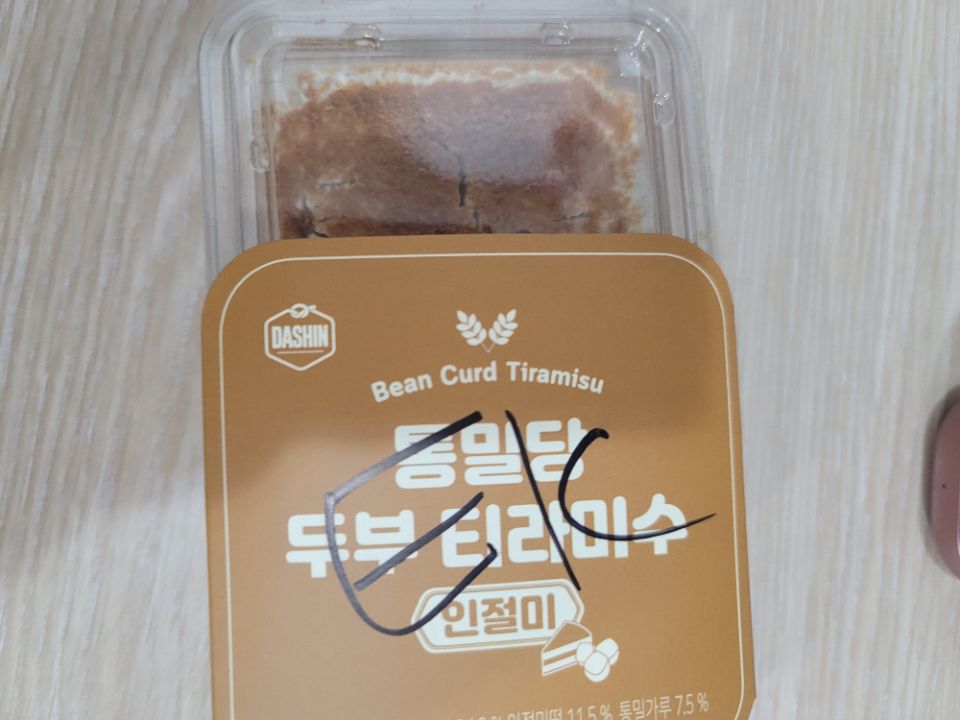 DASHIN
Bean Curd Tiramisu
통밀당
두부 티라미수
인절미
인절미떡 11.5%, 통밀가루 7.5%